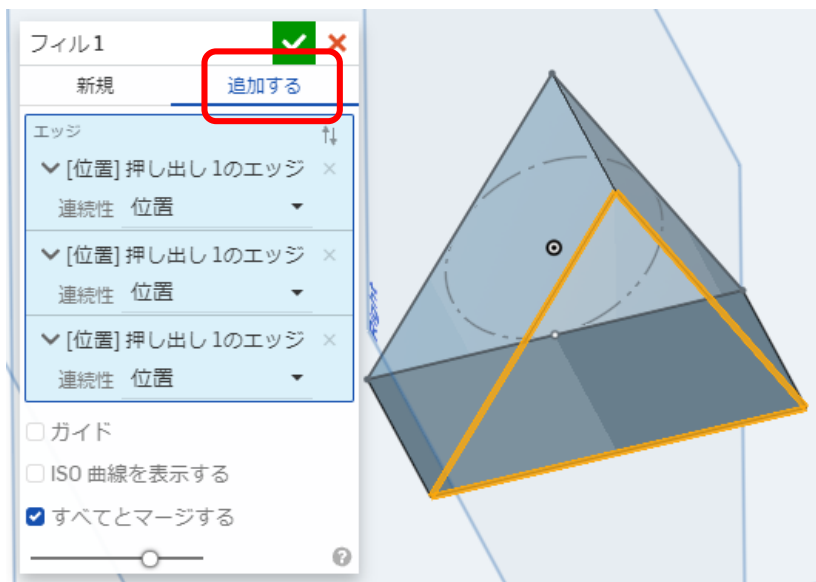 フィル 1
新規
追加する
エッジ
[位置] 押し出し 1のエッジ
連続性 位置
[位置] 押し出し 1のエッジ
連続性 位置
[位置] 押し出し 1のエッジ
連続性 位置
ガイド
ISO 曲線を表示する
すべてとマージする
Right